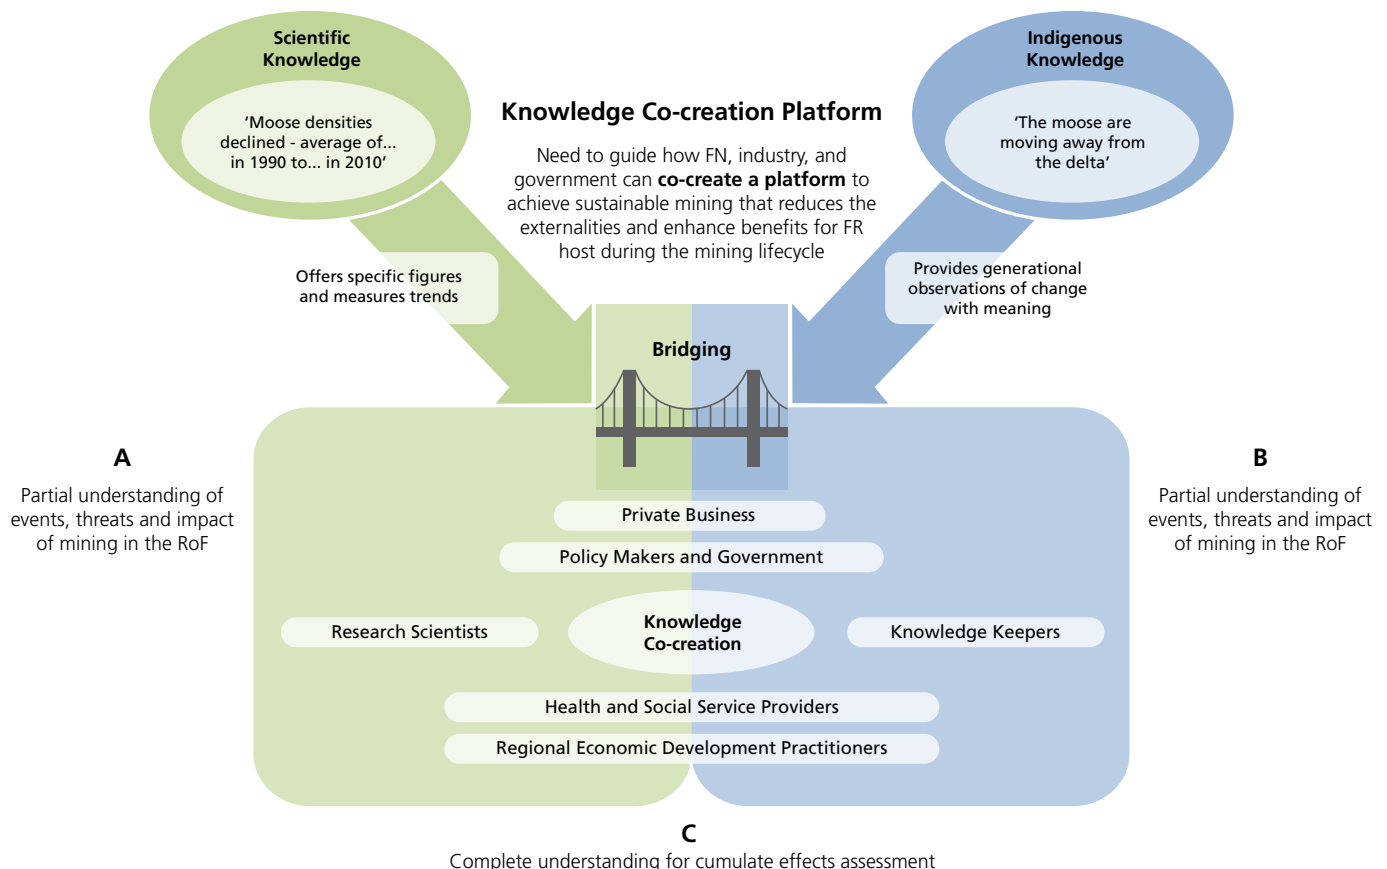 Scientific
Knowledge
'Moose densities
declined - average of...
in 1990 to... in 2010'
Indigenous
Knowledge
'The moose are
moving away from
the delta'
Knowledge Co-creation Platform
Need to guide how FN, industry, and
government can co-create a platform to
achieve sustainable mining that reduces the
externalities and enhance benefits for FR
host during the mining lifecycle
Offers specific figures
and measures trends
Provides generational
observations of change
with meaning
Bridging
A
Partial understanding of
events, threats and impact
of mining in the RoF
B
Partial understanding of
events, threats and impact
of mining in the RoF
Private Business
Policy Makers and Government
Research Scientists
Knowledge
Co-creation
Knowledge Keepers
Health and Social Service Providers
Regional Economic Development Practitioners
C
Complete understanding for cumulate effects assessment